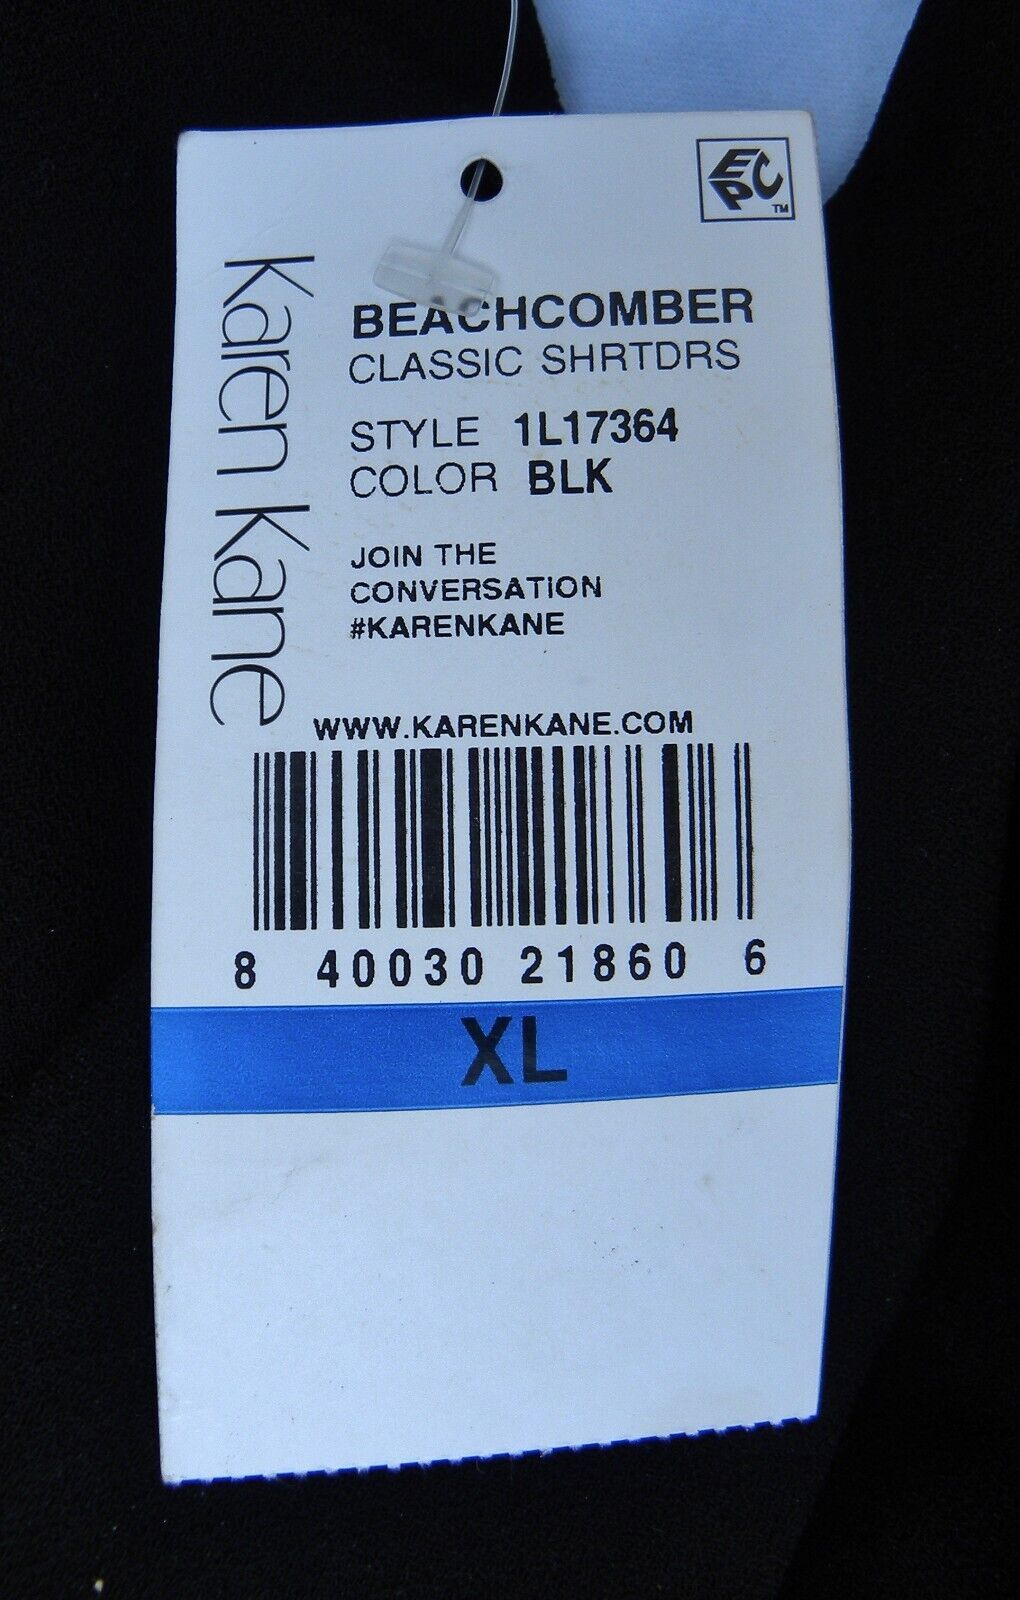 EPC™
Karen Kane
BEACHCOMBER
CLASSIC SHRTDRS
STYLE 1L17364
COLOR BLK
JOIN THE
CONVERSATION
#KARENKANE
WWW.KARENKANE.COM
8 40030 21860 6
XL